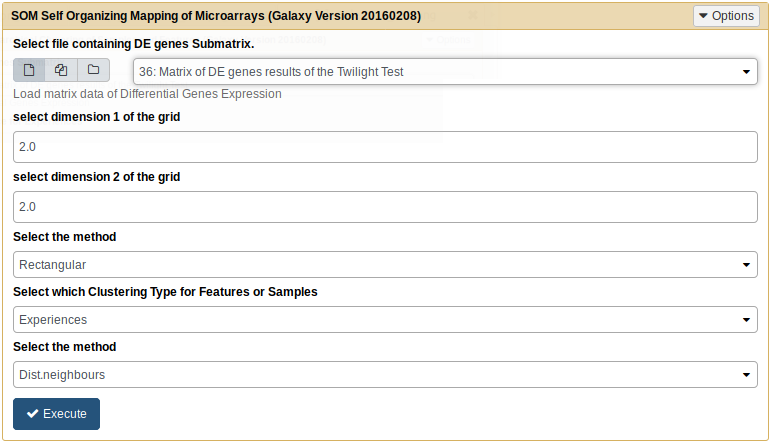 SOM Self Organizing Mapping of Microarrays (Galaxy Version 20160208)
Options
Select file containing DE genes Submatrix.
36: Matrix of DE genes results of the Twilight Test
Load matrix data of Differential Genes Expression
select dimension 1 of the grid
2.0
select dimension 2 of the grid
2.0
Select the method
Rectangular
Select which Clustering Type for Features or Samples
Experiences
Select the method
Dist.neighbours
Execute